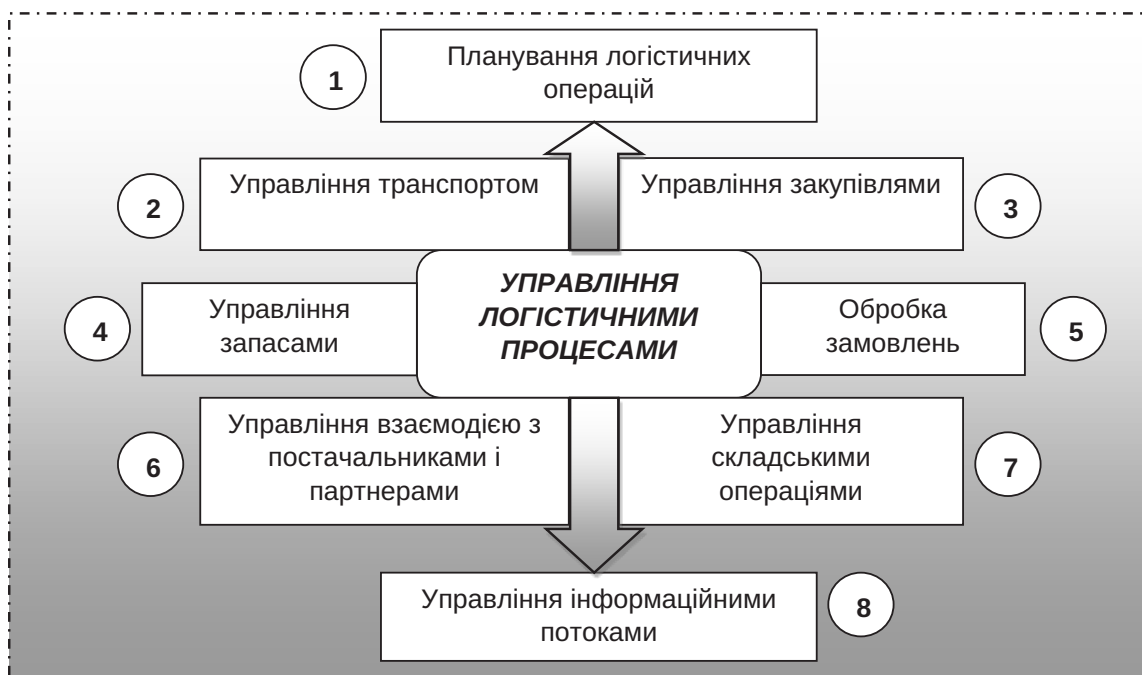 1
Планування логістичних
операцій
2
Управління транспортом
Управління закупівлями
3
4
Управління
запасами
УПРАВЛІННЯ
ЛОГІСТИЧНИМИ
ПРОЦЕСАМИ
Обробка
замовлень
5
6
Управління взаємодією з
постачальниками і
партнерами
Управління
складськими
операціями
7
Управління інформаційними
потоками
8